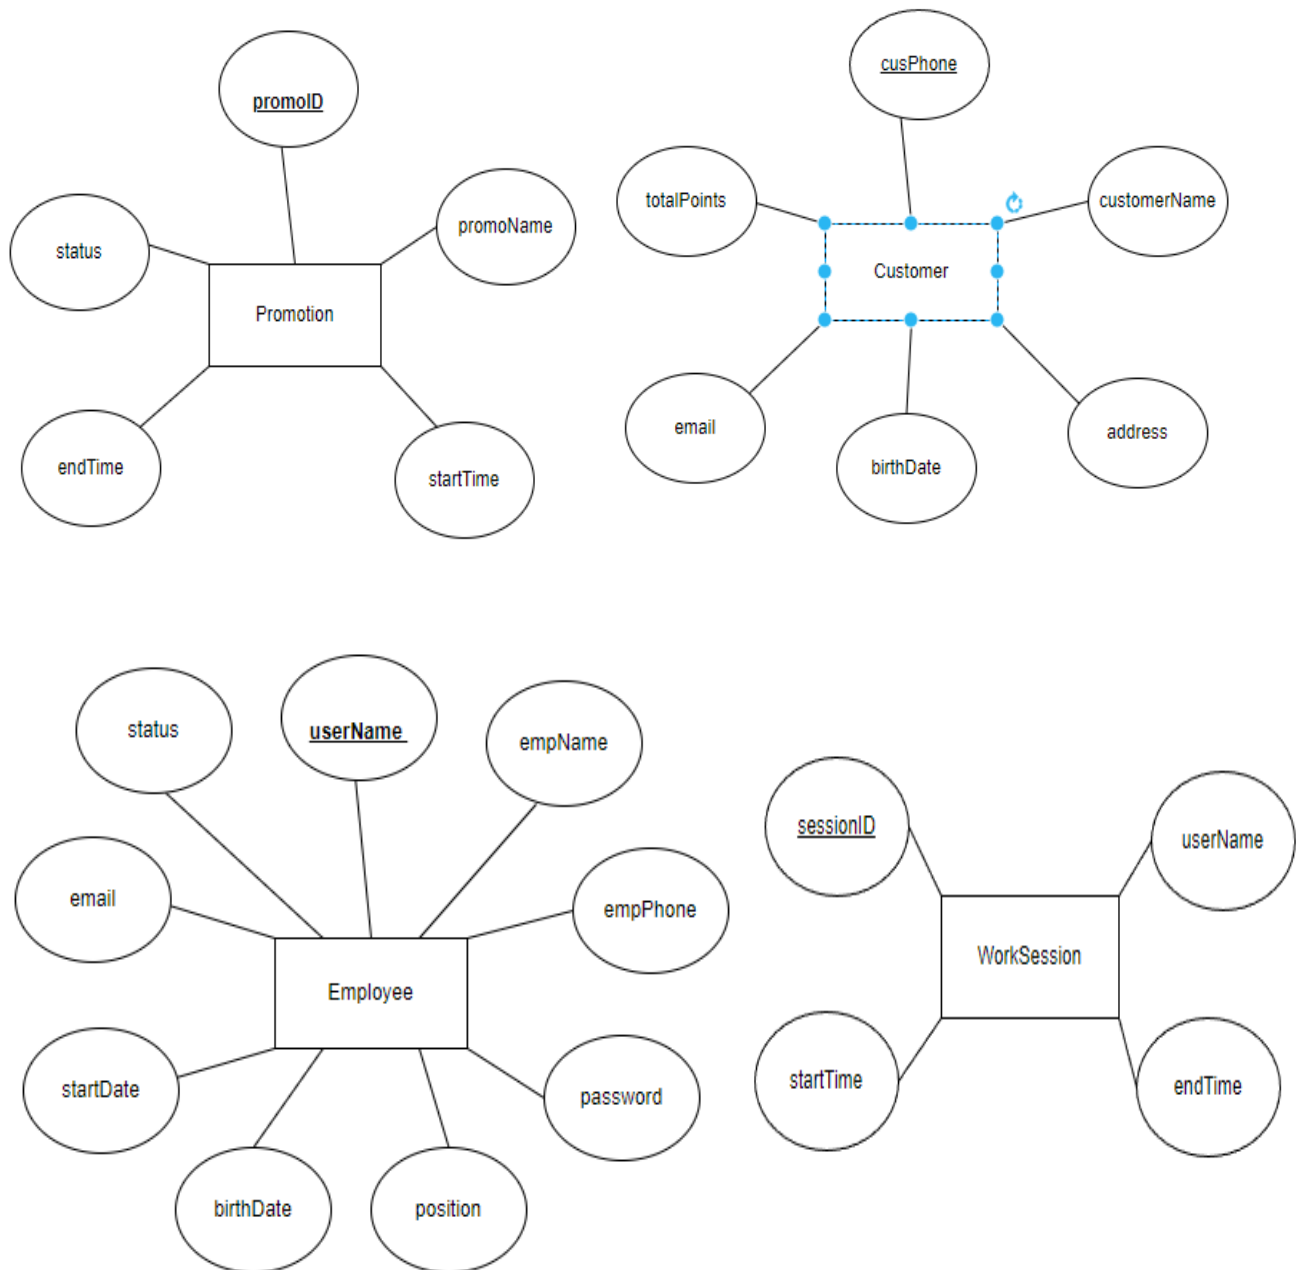 promoID
status
promoName
Promotion
endTime
startTime
cusPhone
totalPoints
customerName
Customer
email
birthDate
address
status
userName
empName
email
empPhone
Employee
startDate
password
birthDate
position
sessionID
userName
WorkSession
startTime
endTime